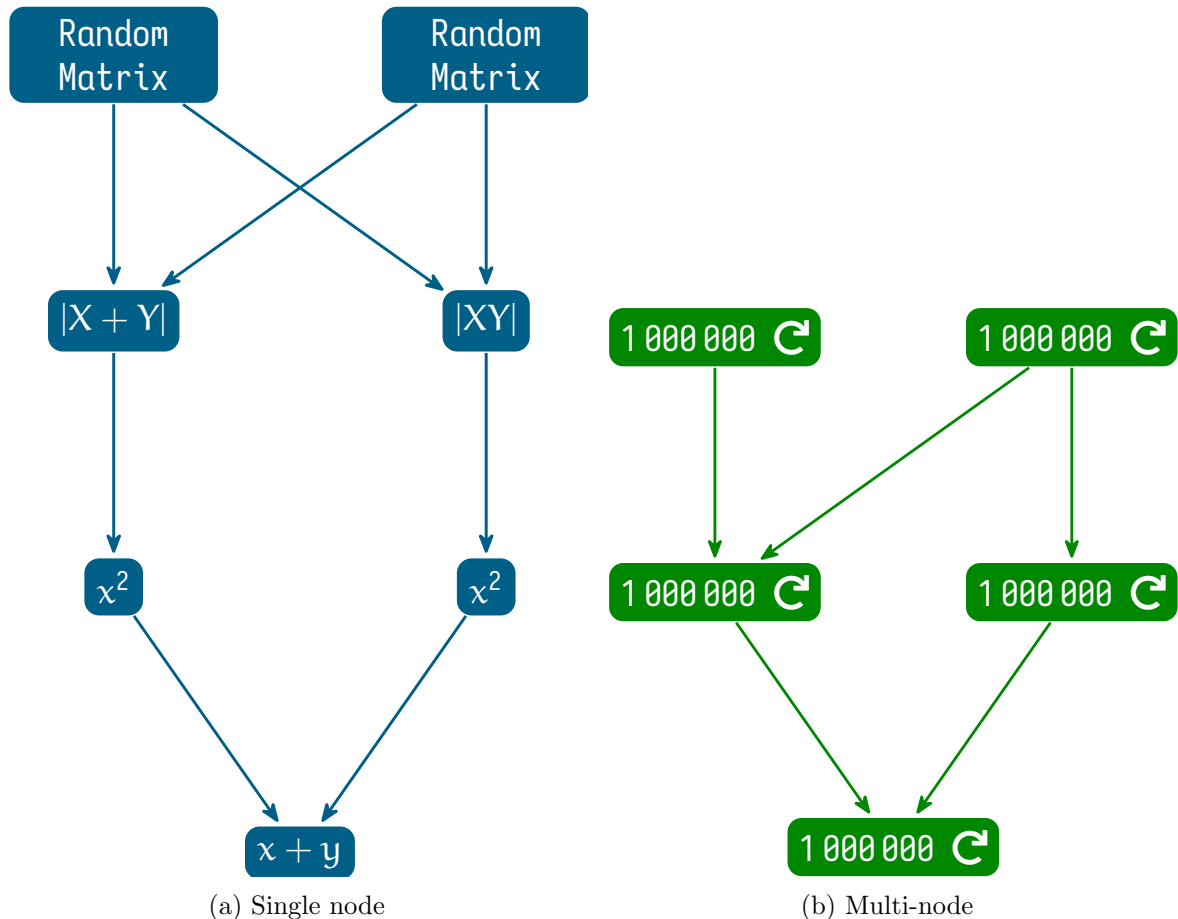 Random
Matrix
Random
Matrix
|X + Y|
|XY|
x²
x²
x + y
(a) Single node
1 000 000
1 000 000
1 000 000
1 000 000
1 000 000
(b) Multi-node